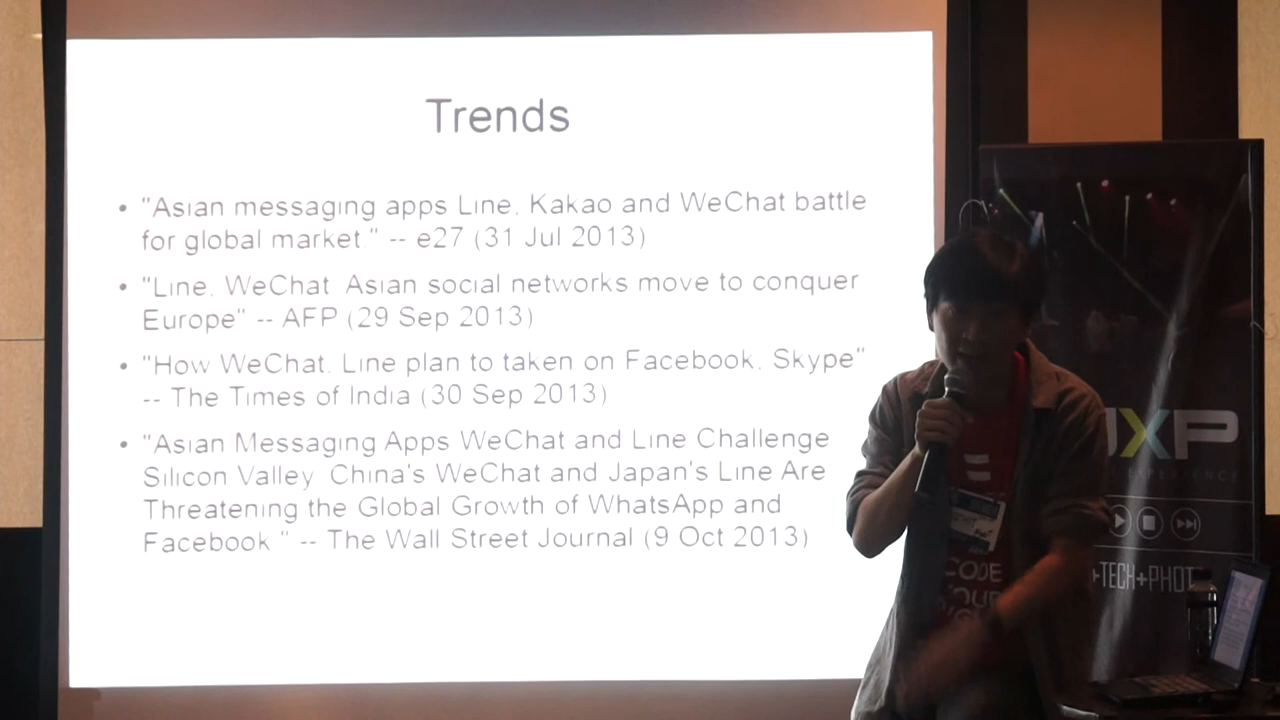 Trends
• "Asian messaging apps Line, Kakao and WeChat battle
for global market." -- e27 (31 Jul 2013)
• "Line, WeChat Asian social networks move to conquer
Europe" -- AFP (29 Sep 2013)
• "How WeChat, Line plan to taken on Facebook, Skype"
-- The Times of India (30 Sep 2013)
• "Asian Messaging Apps WeChat and Line Challenge
Silicon Valley China's WeChat and Japan's Line Are
Threatening the Global Growth of WhatsApp and
Facebook " -- The Wall Street Journal (9 Oct 2013)
XP
+TECH+PHOT
CODE